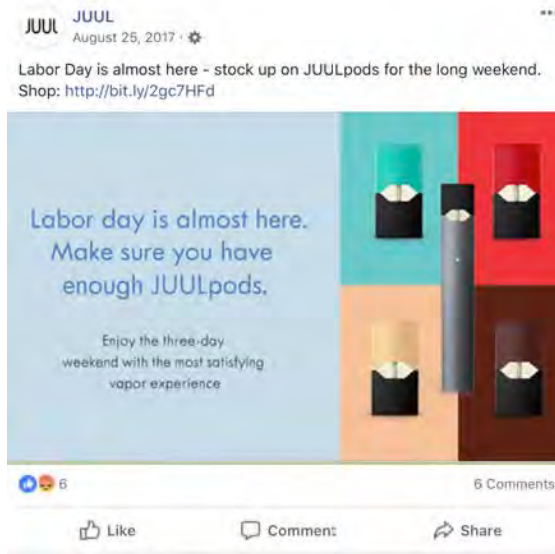 JUUL
JUUL
August 25, 2017 ·
Labor Day is almost here - stock up on JUULpods for the long weekend.
Shop: http://bit.ly/2gc7HFd
Labor day is almost here.
Make sure you have
enough JUULpods.
Enjoy the three-day
weekend with the most satisfying
vapor experience
6
6 Comments
Like
Comment
Share